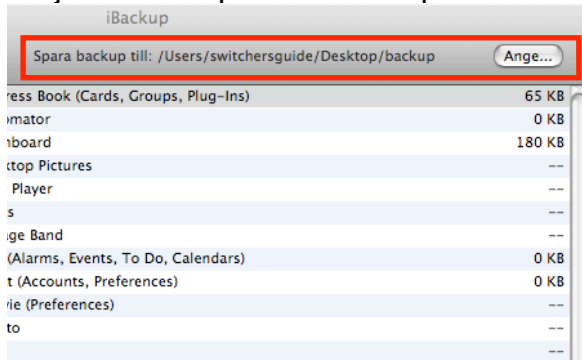 iBackup
Spara backup till: /Users/switchersguide/Desktop/backup Ange...
ress Book (Cards, Groups, Plug-Ins) 65 KB
omator 0 KB
hboard 180 KB
ktop Pictures --
Player --
s --
ge Band --
(Alarms, Events, To Do, Calendars) 0 KB
t (Accounts, Preferences) 0 KB
vie (Preferences) --
to --
--